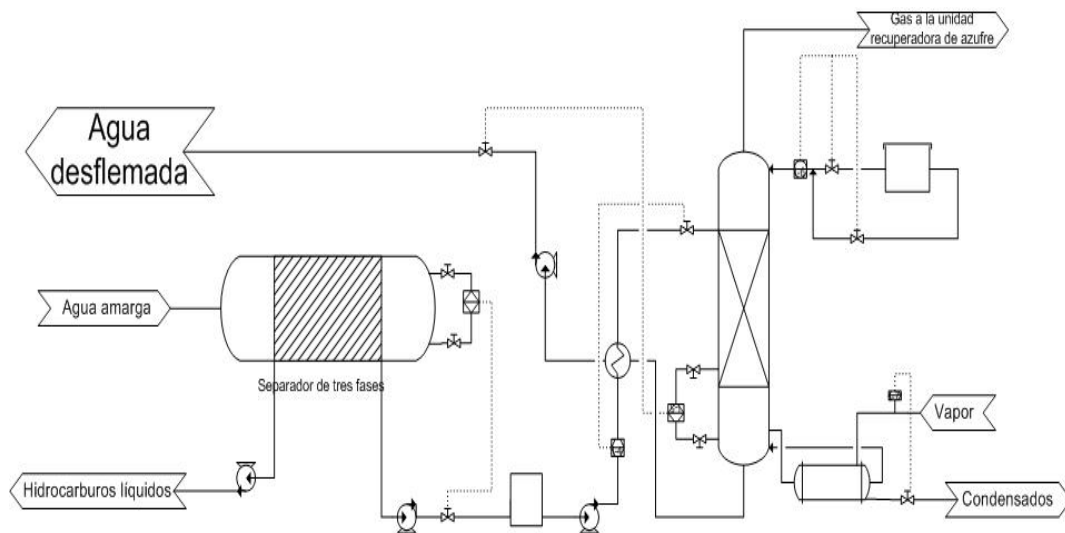 Gas a la unidad
recuperadora de azufre
Agua
desflemada
Agua amarga
Separador de tres fases
Vapor
Hidrocarburos líquidos
Condensados